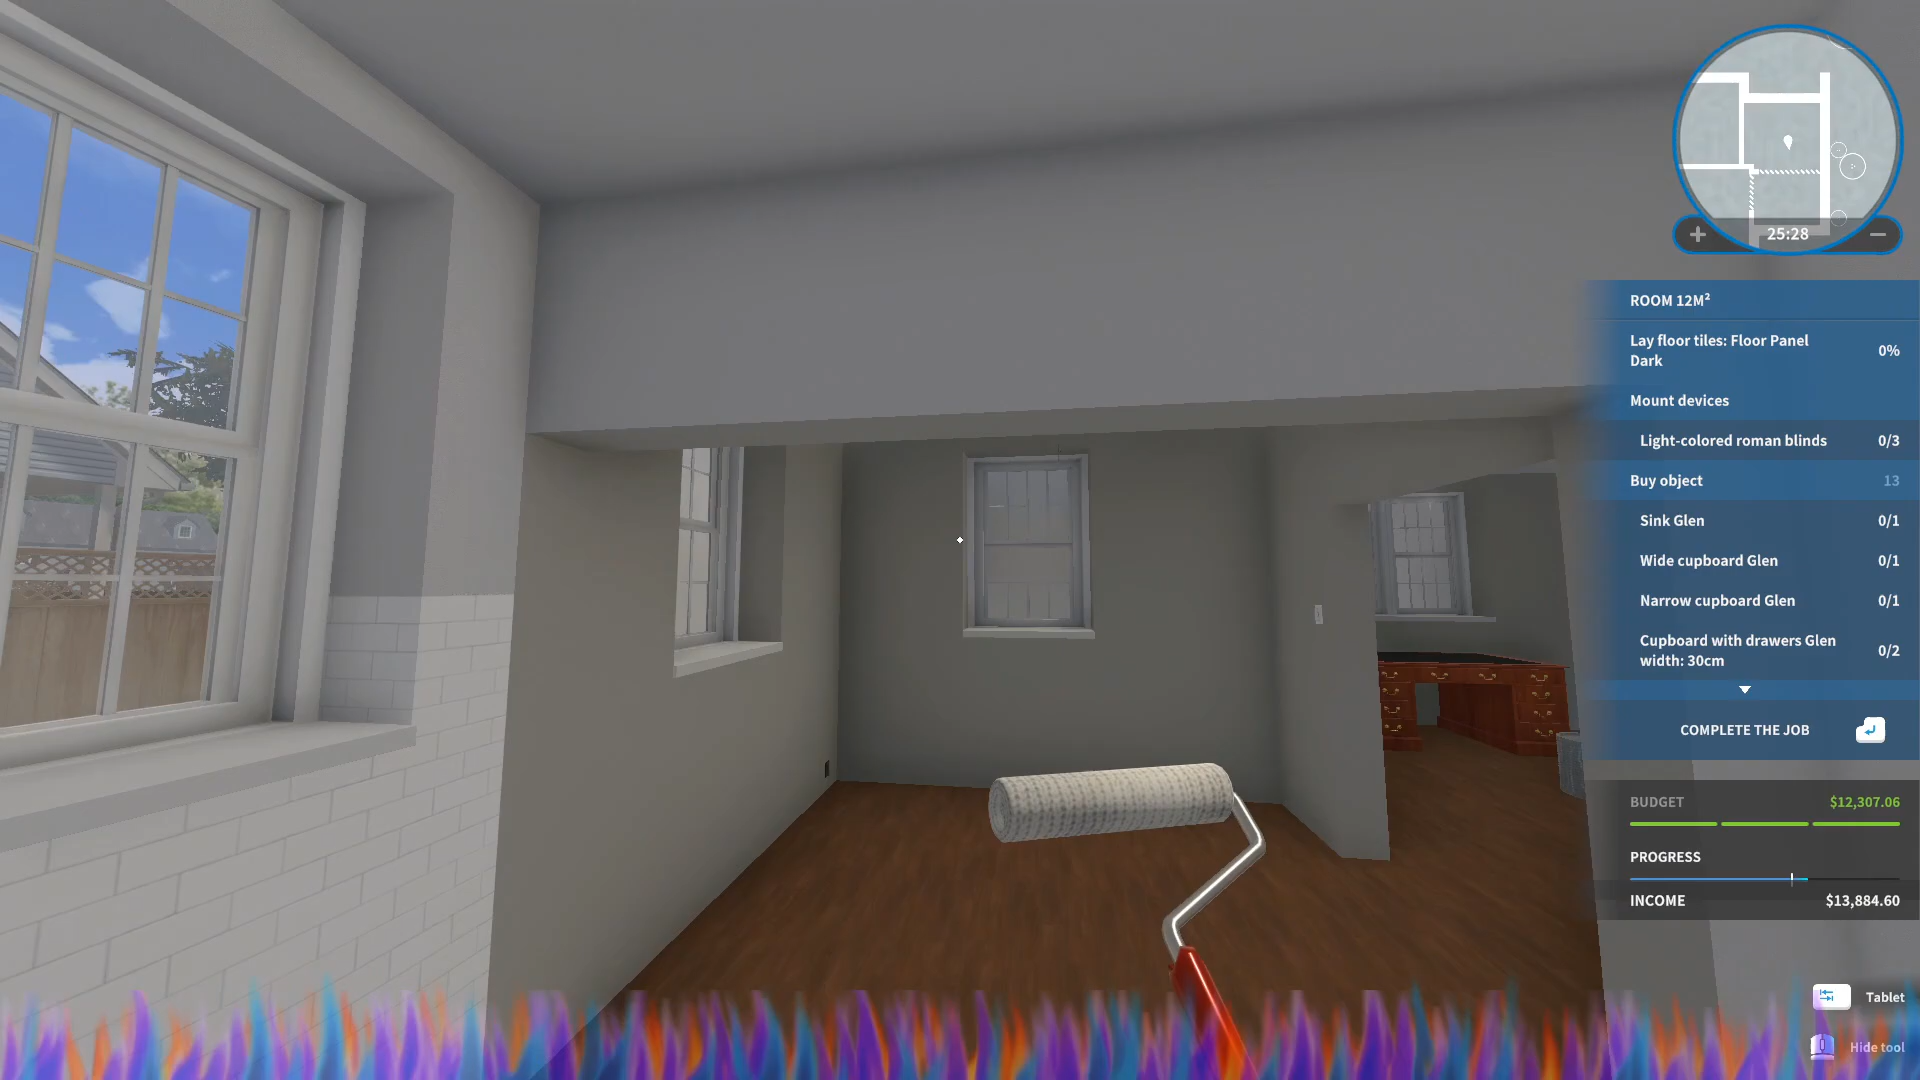 25:28
ROOM 12M²
Lay floor tiles: Floor Panel
Dark
0%
Mount devices
Light-colored roman blinds 0/3
Buy object 13
Sink Glen 0/1
Wide cupboard Glen 0/1
Narrow cupboard Glen 0/1
Cupboard with drawers Glen
width: 30cm
0/2
COMPLETE THE JOB
BUDGET $12,307.06
PROGRESS
INCOME $13,884.60
Tablet
Hide tool